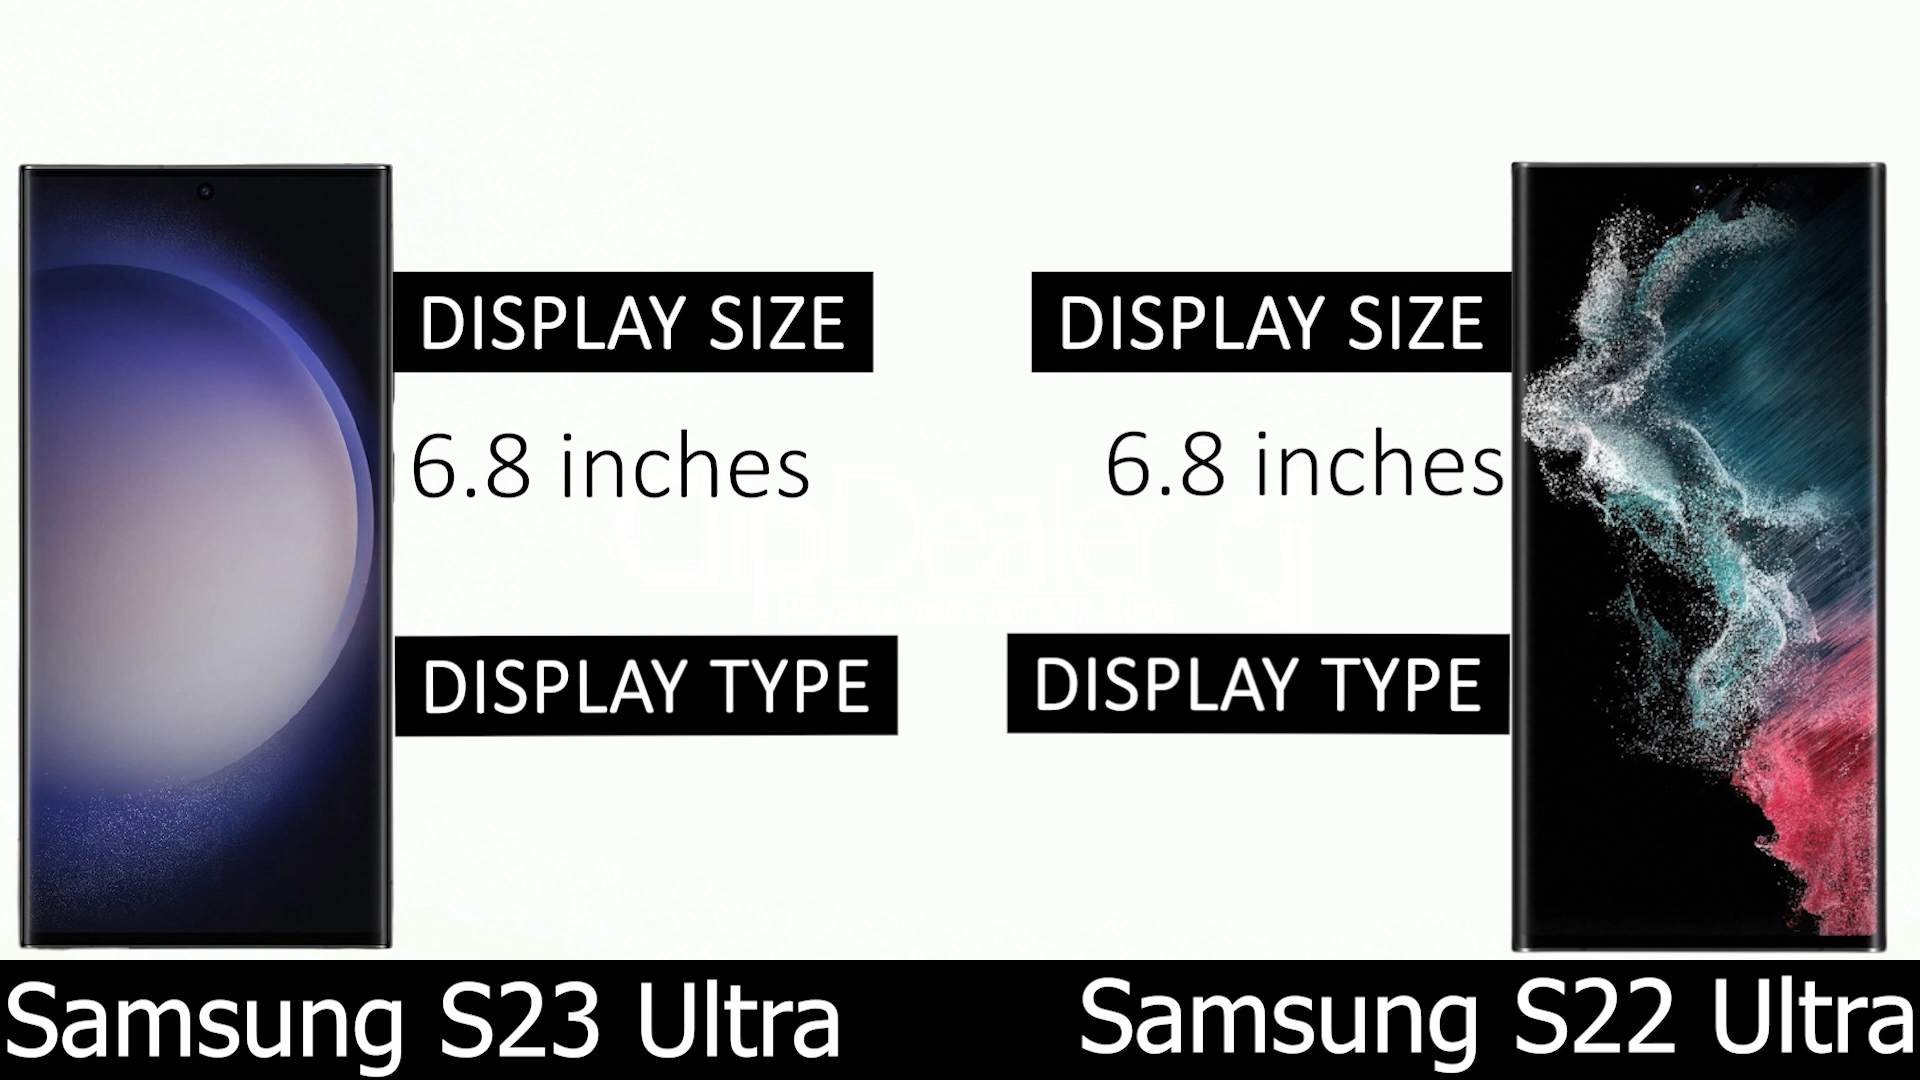 DISPLAY SIZE
6.8 inches
DISPLAY TYPE
Samsung S23 Ultra
DISPLAY SIZE
6.8 inches
DISPLAY TYPE
Samsung S22 Ultra
ClipDealer